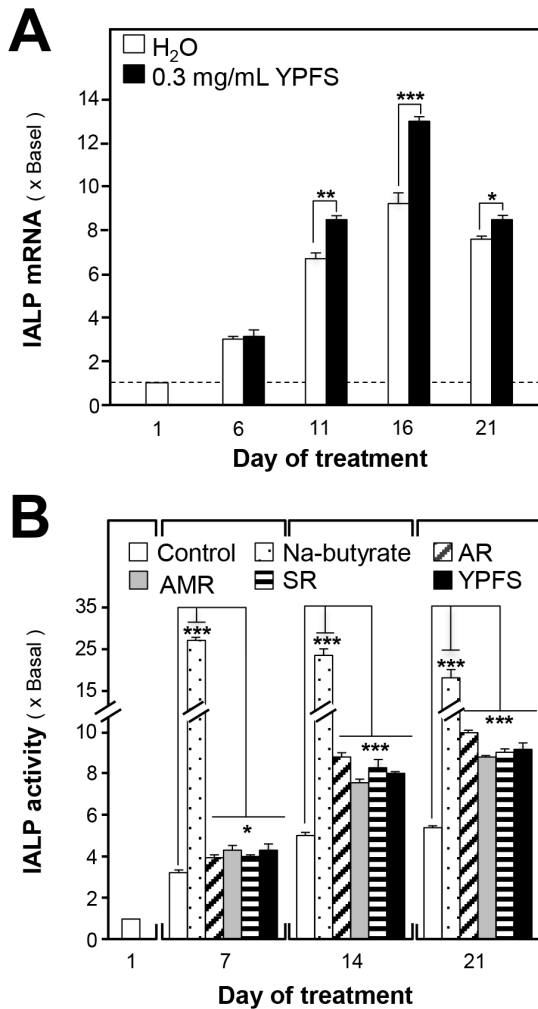 A
H₂O
0.3 mg/mL YPFS
IALP mRNA ( x Basel )
14
12
10
8
6
4
2
0
**
***
*
1 6 11 16 21
Day of treatment
B
Control Na-butyrate AR
AMR SR YPFS
IALP activity ( x Basal )
35
25
15
10
8
6
4
2
0
*** *** ***
* *** ***
1 7 14 21
Day of treatment